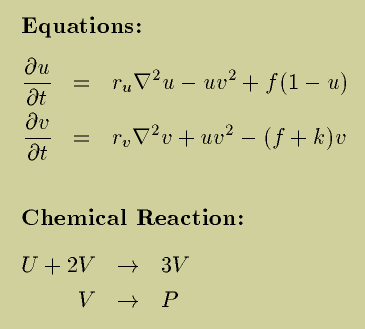 Equations:
∂u/∂t = r_u∇²u − uv² + f(1 − u)
∂v/∂t = r_v∇²v + uv² − (f + k)v
Chemical Reaction:
U + 2V → 3V
V → P